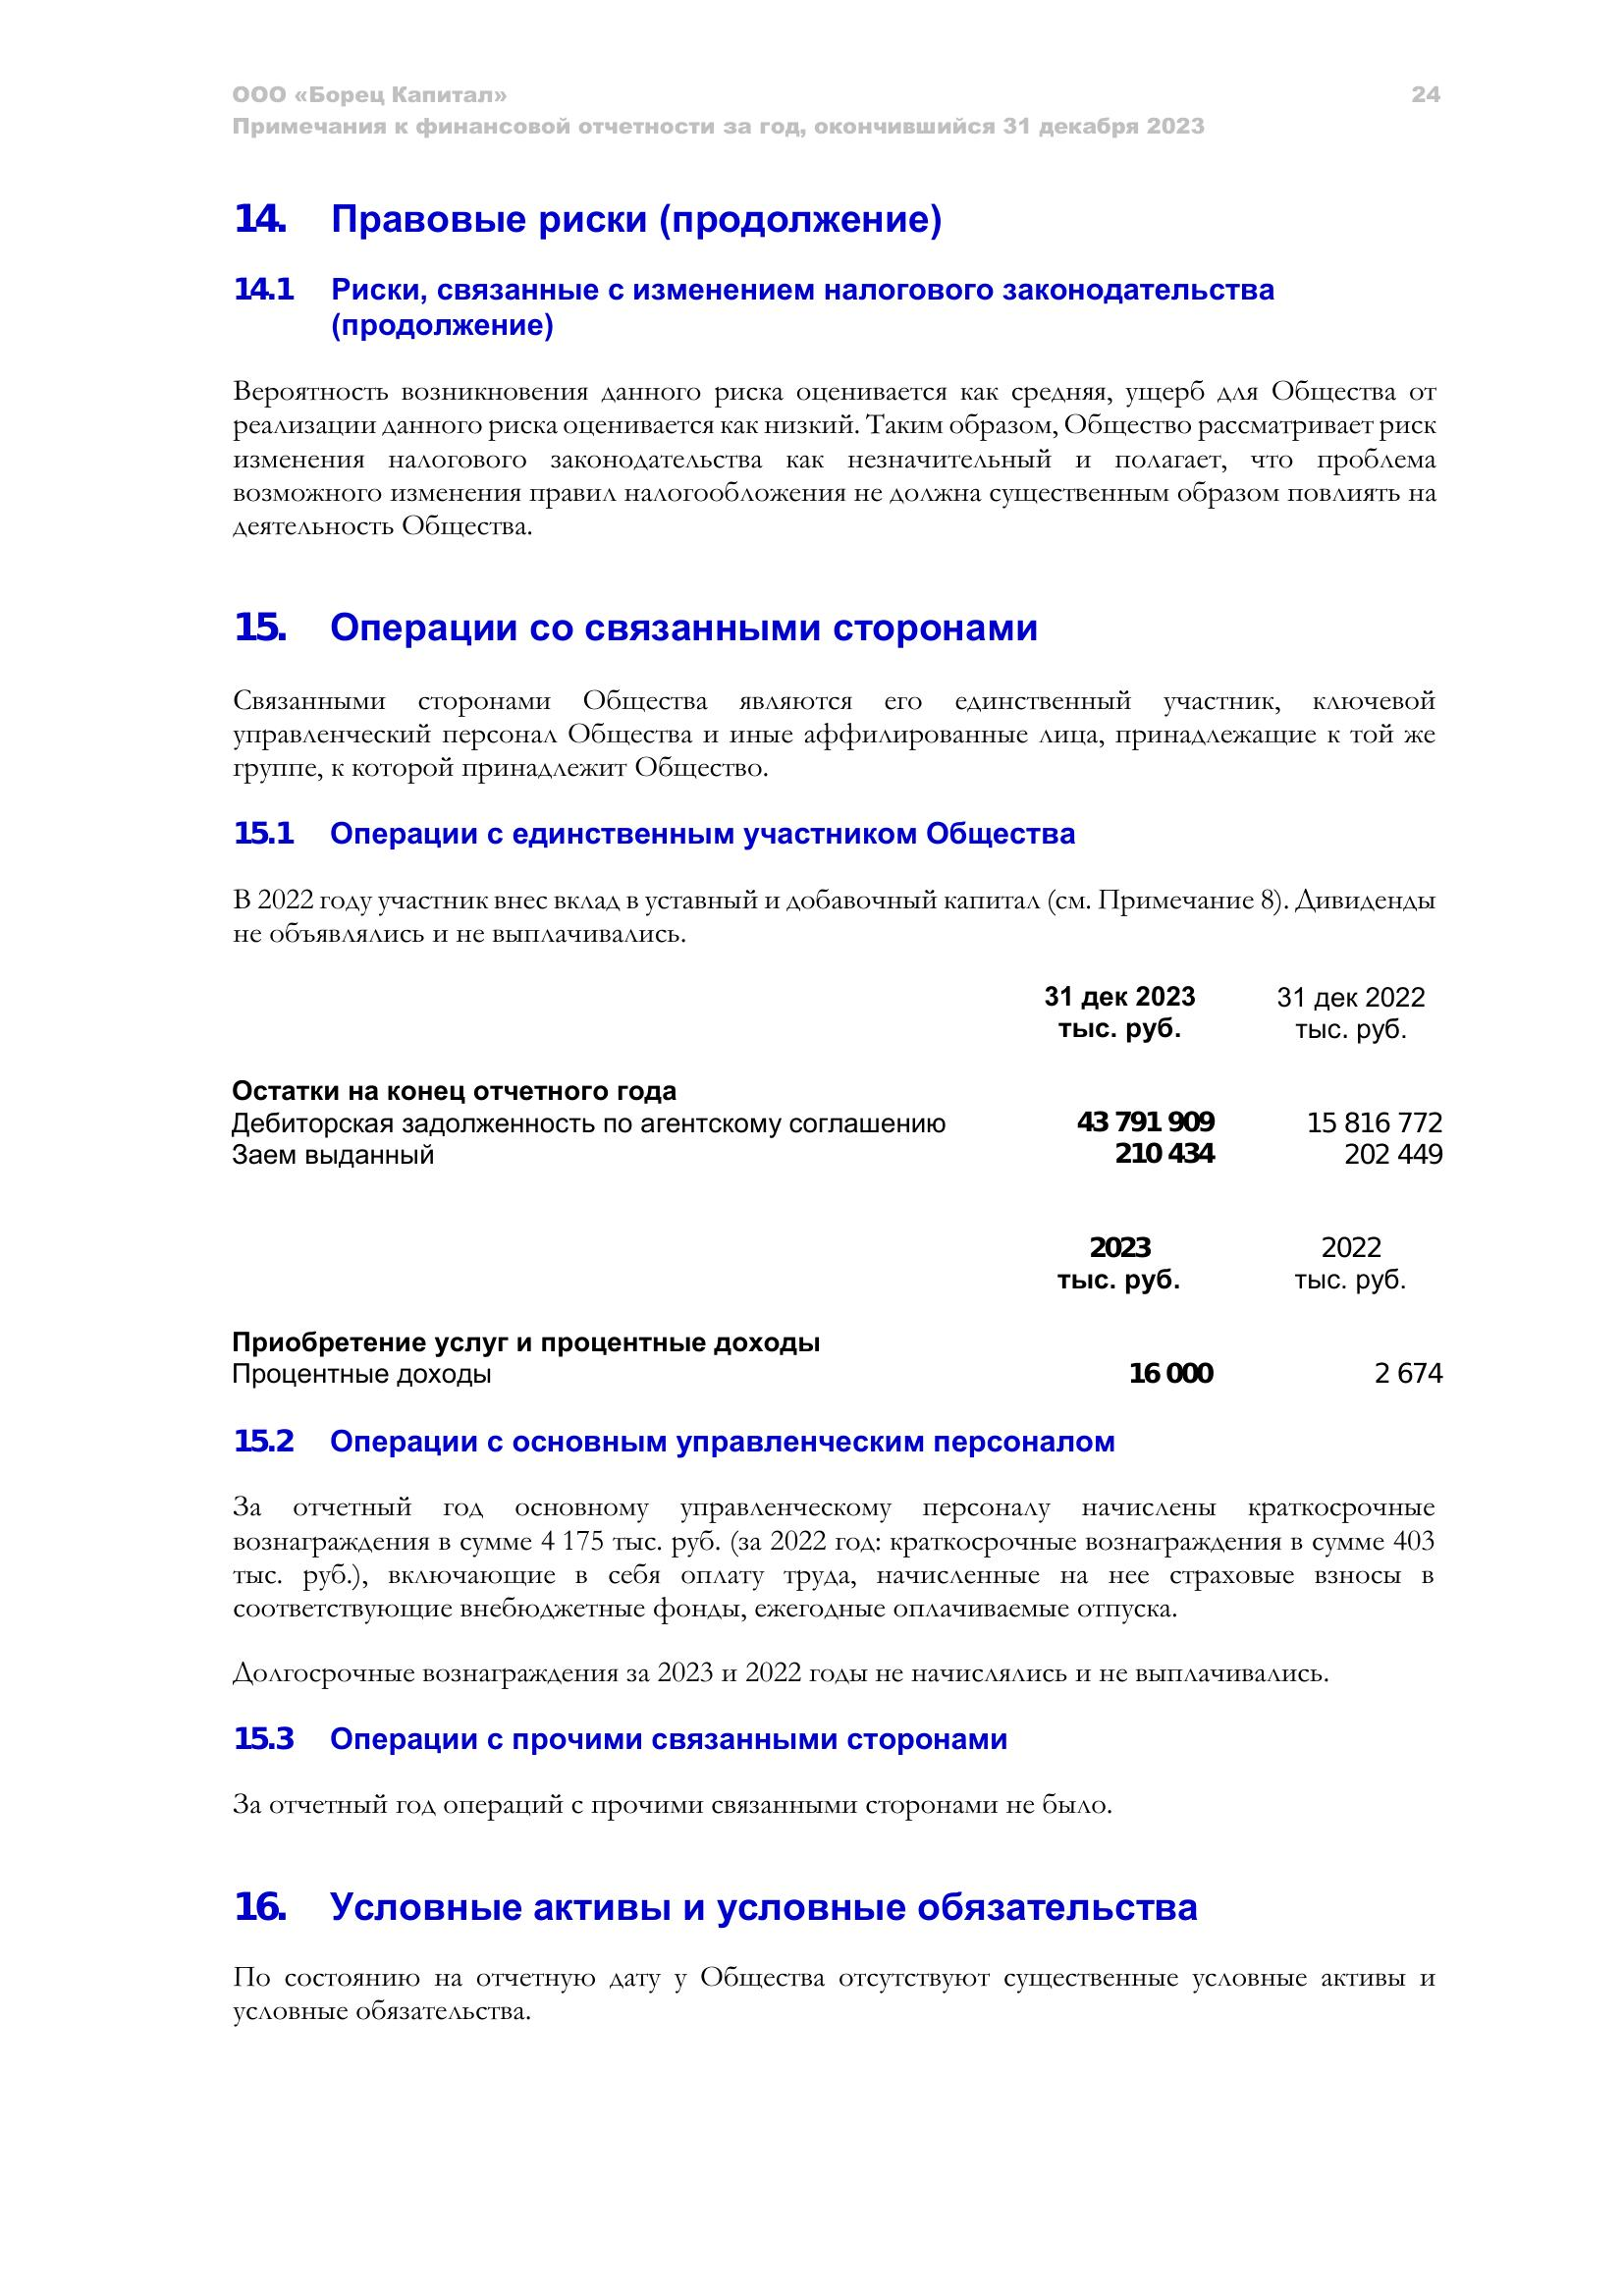 ООО «Борец Капитал» 24
Примечания к финансовой отчетности за год, окончившийся 31 декабря 2023
14. Правовые риски (продолжение)
14.1 Риски, связанные с изменением налогового законодательства
(продолжение)
Вероятность возникновения данного риска оценивается как средняя, ущерб для Общества от
реализации данного риска оценивается как низкий. Таким образом, Общество рассматривает риск
изменения налогового законодательства как незначительный и полагает, что проблема
возможного изменения правил налогообложения не должна существенным образом повлиять на
деятельность Общества.
15. Операции со связанными сторонами
Связанными сторонами Общества являются его единственный участник, ключевой
управленческий персонал Общества и иные аффилированные лица, принадлежащие к той же
группе, к которой принадлежит Общество.
15.1 Операции с единственным участником Общества
В 2022 году участник внес вклад в уставный и добавочный капитал (см. Примечание 8). Дивиденды
не объявлялись и не выплачивались.
31 дек 2023 31 дек 2022
тыс. руб. тыс. руб.
Остатки на конец отчетного года
Дебиторская задолженность по агентскому соглашению 43 791 909 15 816 772
Заем выданный 210 434 202 449
2023 2022
тыс. руб. тыс. руб.
Приобретение услуг и процентные доходы
Процентные доходы 16 000 2 674
15.2 Операции с основным управленческим персоналом
За отчетный год основному управленческому персоналу начислены краткосрочные
вознаграждения в сумме 4 175 тыс. руб. (за 2022 год: краткосрочные вознаграждения в сумме 403
тыс. руб.), включающие в себя оплату труда, начисленные на нее страховые взносы в
соответствующие внебюджетные фонды, ежегодные оплачиваемые отпуска.
Долгосрочные вознаграждения за 2023 и 2022 годы не начислялись и не выплачивались.
15.3 Операции с прочими связанными сторонами
За отчетный год операций с прочими связанными сторонами не было.
16. Условные активы и условные обязательства
По состоянию на отчетную дату у Общества отсутствуют существенные условные активы и
условные обязательства.